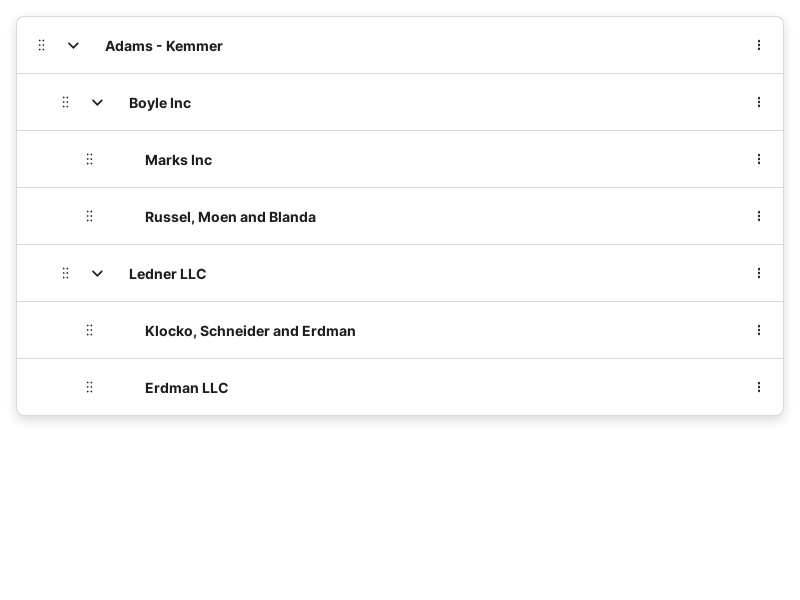 Adams - Kemmer
Boyle Inc
Marks Inc
Russel, Moen and Blanda
Ledner LLC
Klocko, Schneider and Erdman
Erdman LLC